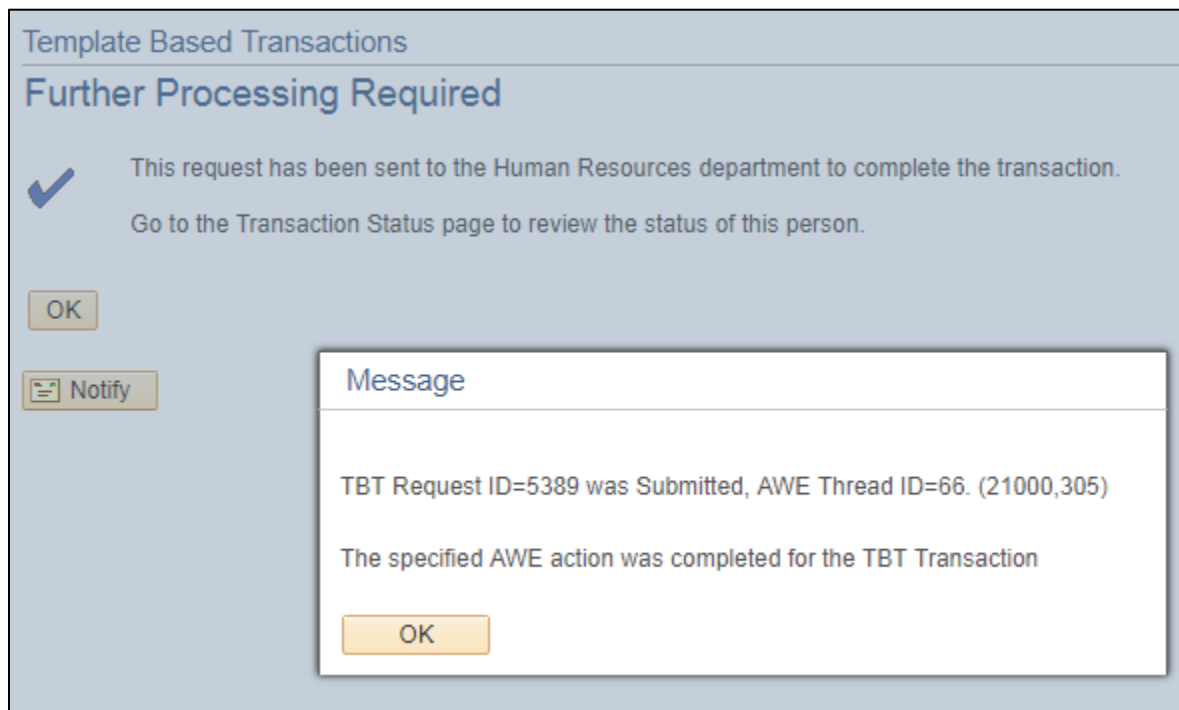 Template Based Transactions
Further Processing Required
This request has been sent to the Human Resources department to complete the transaction.
Go to the Transaction Status page to review the status of this person.
OK
Notify
Message
TBT Request ID=5389 was Submitted, AWE Thread ID=66. (21000,305)
The specified AWE action was completed for the TBT Transaction
OK